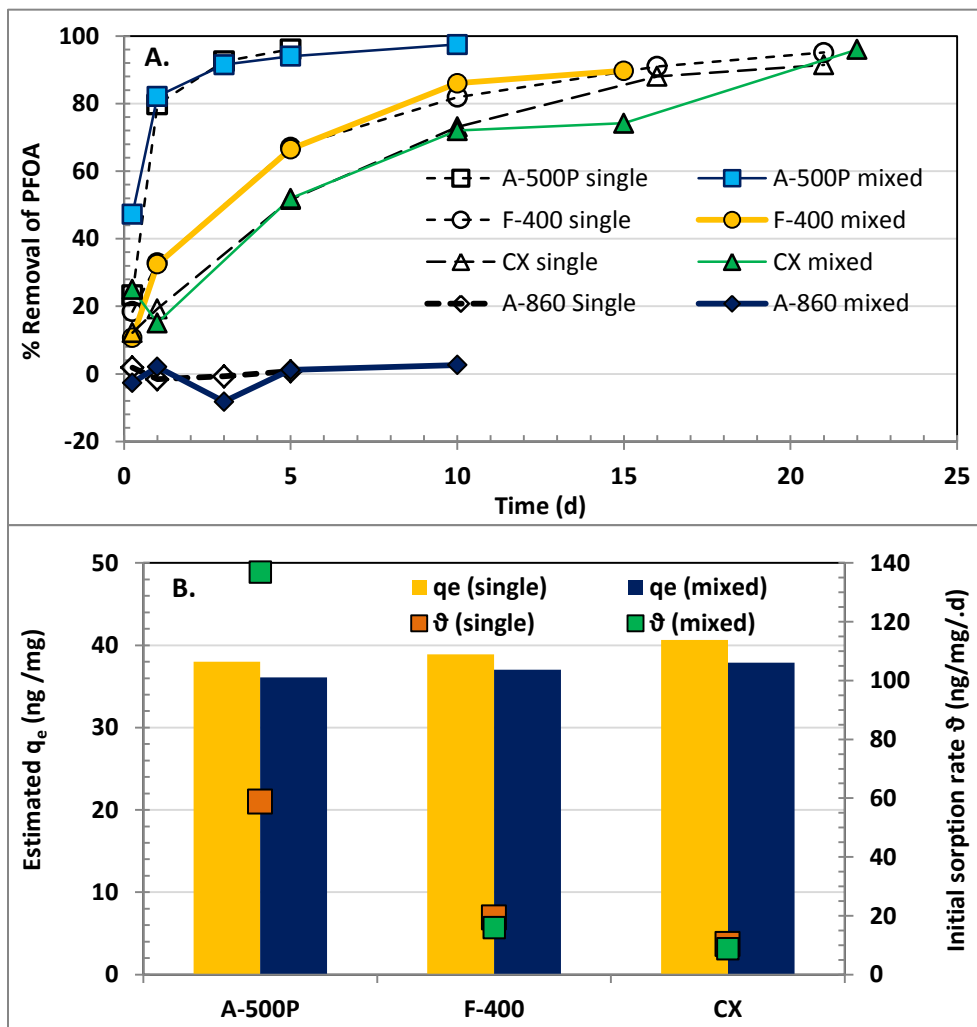 A.
% Removal of PFOA
100
80
60
40
20
0
-20
A-500P single
A-500P mixed
F-400 single
F-400 mixed
CX single
CX mixed
A-860 Single
A-860 mixed
0 5 10 15 20 25
Time (d)
B.
Estimated qe (ng /mg)
50
40
30
20
10
0
qe (single)
qe (mixed)
ϑ (single)
ϑ (mixed)
140
120
100
80
60
40
20
0
Initial sorption rate ϑ (ng/mg/.d)
A-500P F-400 CX